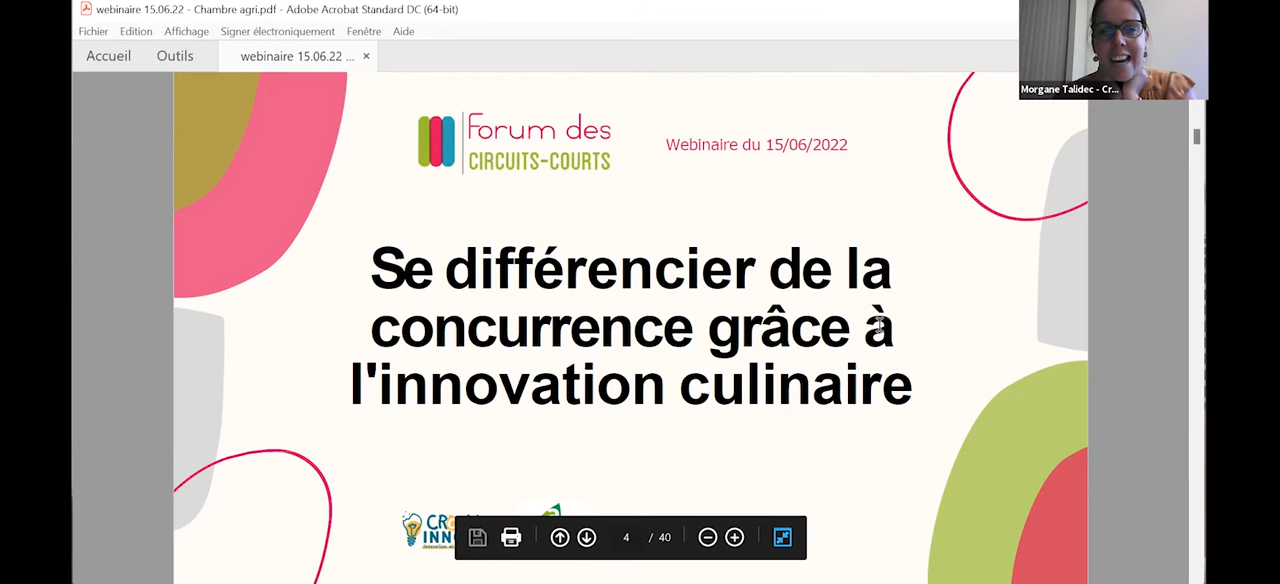 webinaire 15.06.22 - Chambre agri.pdf - Adobe Acrobat Standard DC (64-bit)
Fichier Edition Affichage Signer électroniquement Fenêtre Aide
Accueil Outils webinaire 15.06.22 ... ×
Morgane Talidec - Cr...
Forum des
CIRCUITS-COURTS
Webinaire du 15/06/2022
Se différencier de la
concurrence grâce à
l'innovation culinaire
CR
INN
4 / 40